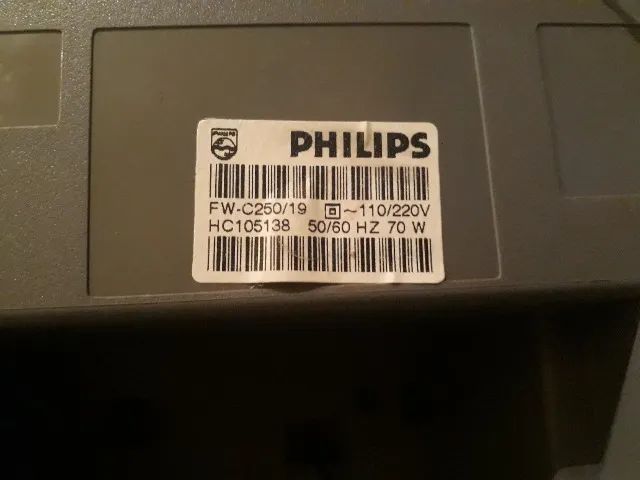 PHILIPS
FW-C250/19 ~110/220V
HC105138 50/60 HZ 70 W